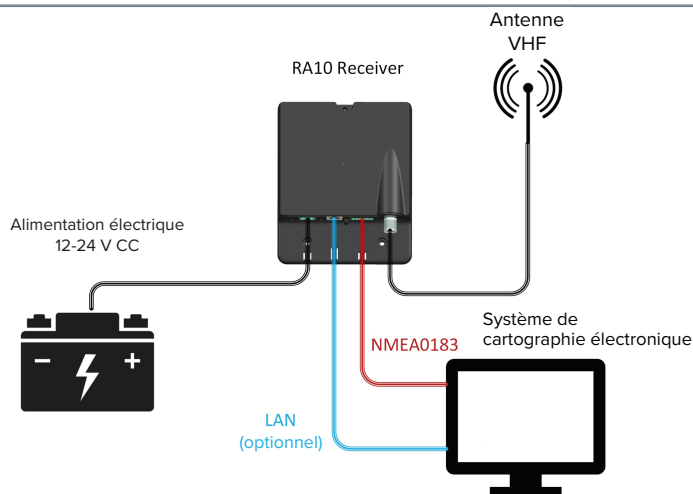 Antenne
VHF
RA10 Receiver
Alimentation électrique
12-24 V CC
Système de
cartographie électronique
NMEA0183
LAN
(optionnel)